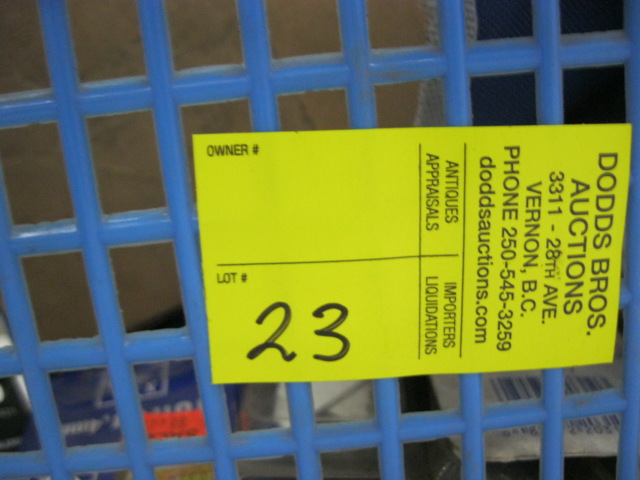 DODDS BROS.
AUCTIONS
3311 - 28TH AVE.
VERNON, B.C.
PHONE 250-545-3259
doddsauctions.com
ANTIQUES IMPORTERS
APPRAISALS LIQUIDATIONS
OWNER #
LOT #
23